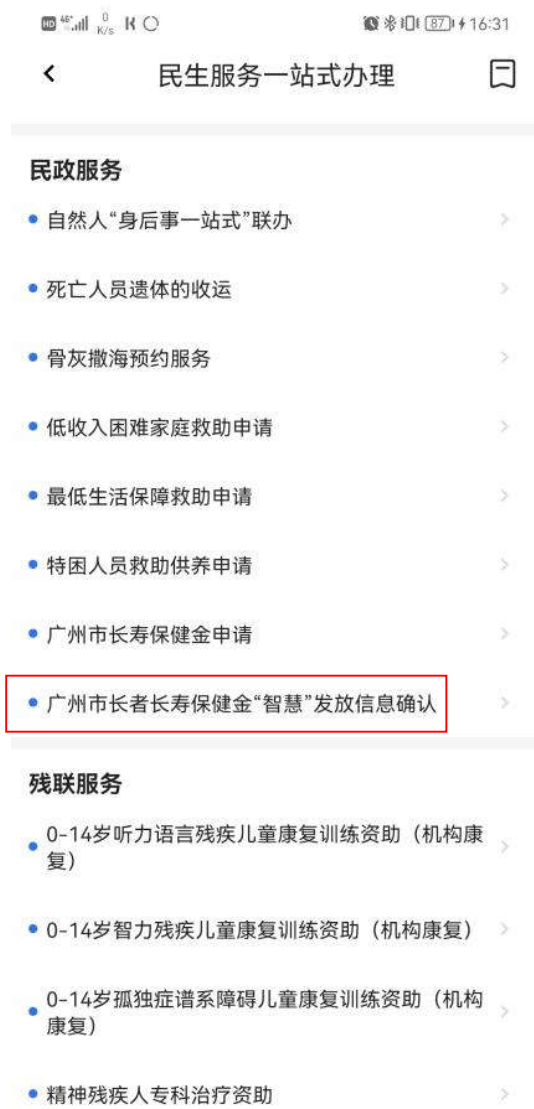 HD 46 0 K/s 87 16:31
民生服务一站式办理
民政服务
自然人“身后事一站式”联办
死亡人员遗体的收运
骨灰撒海预约服务
低收入困难家庭救助申请
最低生活保障救助申请
特困人员救助供养申请
广州市长寿保健金申请
广州市长者长寿保健金“智慧”发放信息确认
残联服务
0-14岁听力语言残疾儿童康复训练资助（机构康
复）
0-14岁智力残疾儿童康复训练资助（机构康复）
0-14岁孤独症谱系障碍儿童康复训练资助（机构
康复）
精神残疾人专科治疗资助